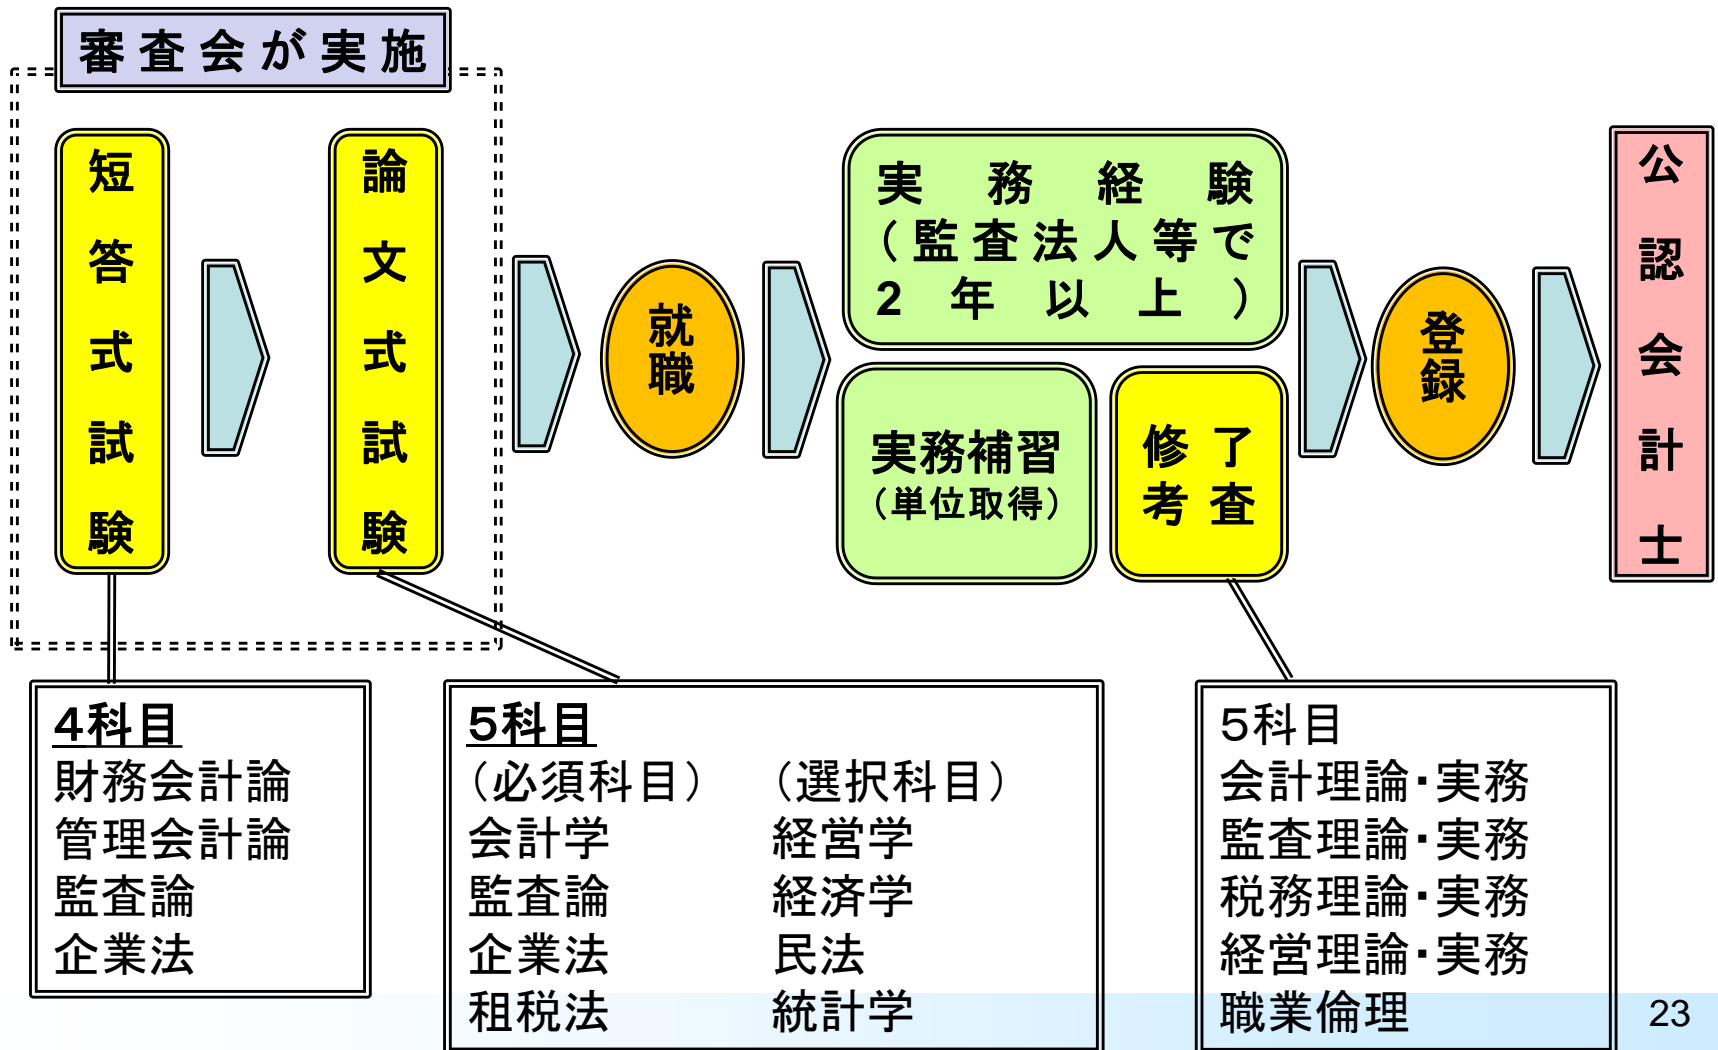 審査会が実施
短答式試験
論文式試験
就職
実務経験
（監査法人等で
2年以上）
実務補習
（単位取得）
修了
考査
登録
公認会計士
４科目
財務会計論
管理会計論
監査論
企業法
５科目
（必須科目）　（選択科目）
会計学　経営学
監査論　経済学
企業法　民法
租税法　統計学
５科目
会計理論・実務
監査理論・実務
税務理論・実務
経営理論・実務
職業倫理
23